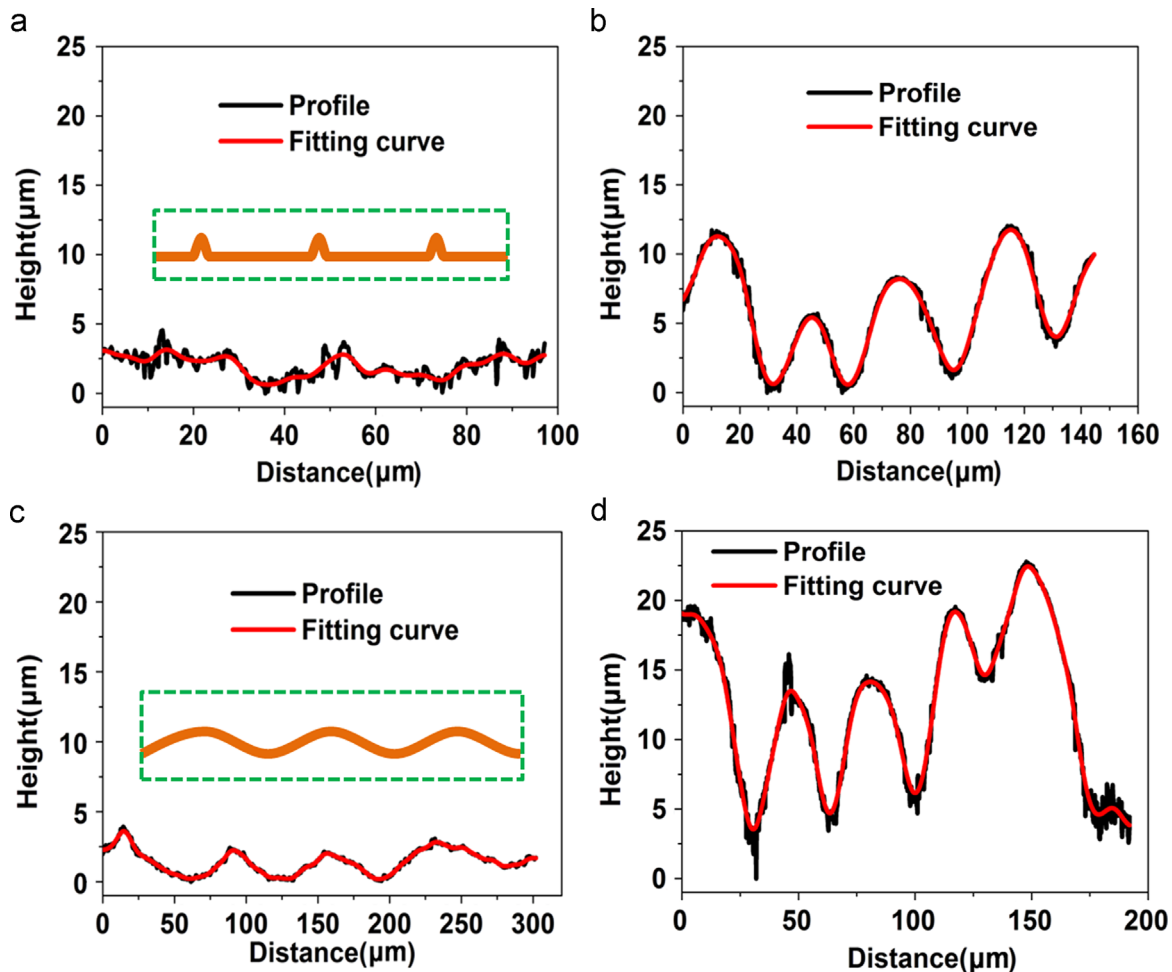 a
25
20
15
10
5
0
Height(µm)
Profile
Fitting curve
0 20 40 60 80 100
Distance(µm)
b
25
20
15
10
5
0
Height(µm)
Profile
Fitting curve
0 20 40 60 80 100 120 140 160
Distance(µm)
c
25
20
15
10
5
0
Height(µm)
Profile
Fitting curve
0 50 100 150 200 250 300
Distance(µm)
d
25
20
15
10
5
0
Height(µm)
Profile
Fitting curve
0 50 100 150 200
Distance(µm)